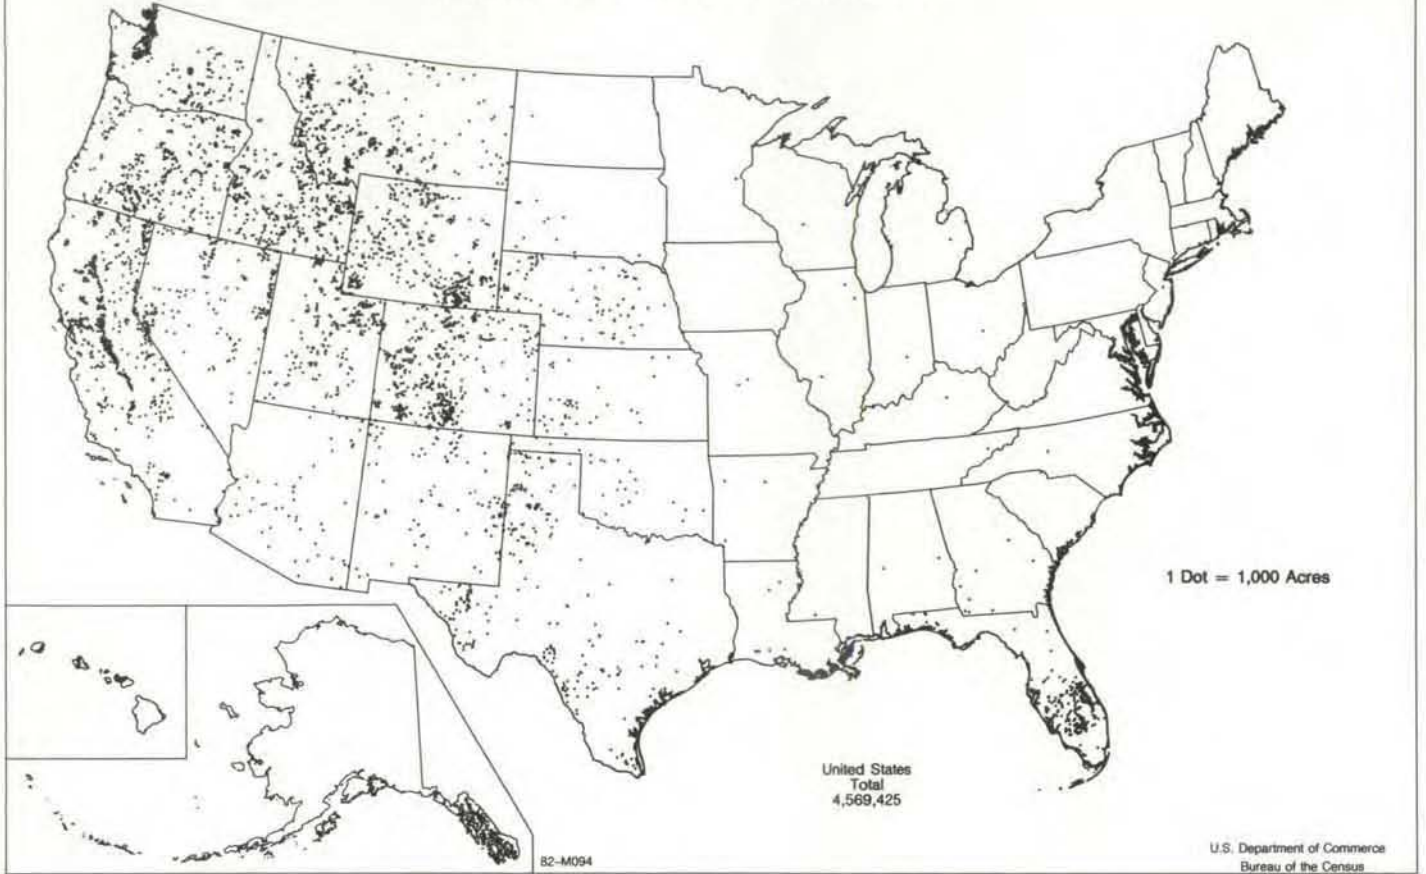 1 Dot = 1,000 Acres
United States
Total
4,569,425
82-M094
U.S. Department of Commerce
Bureau of the Census